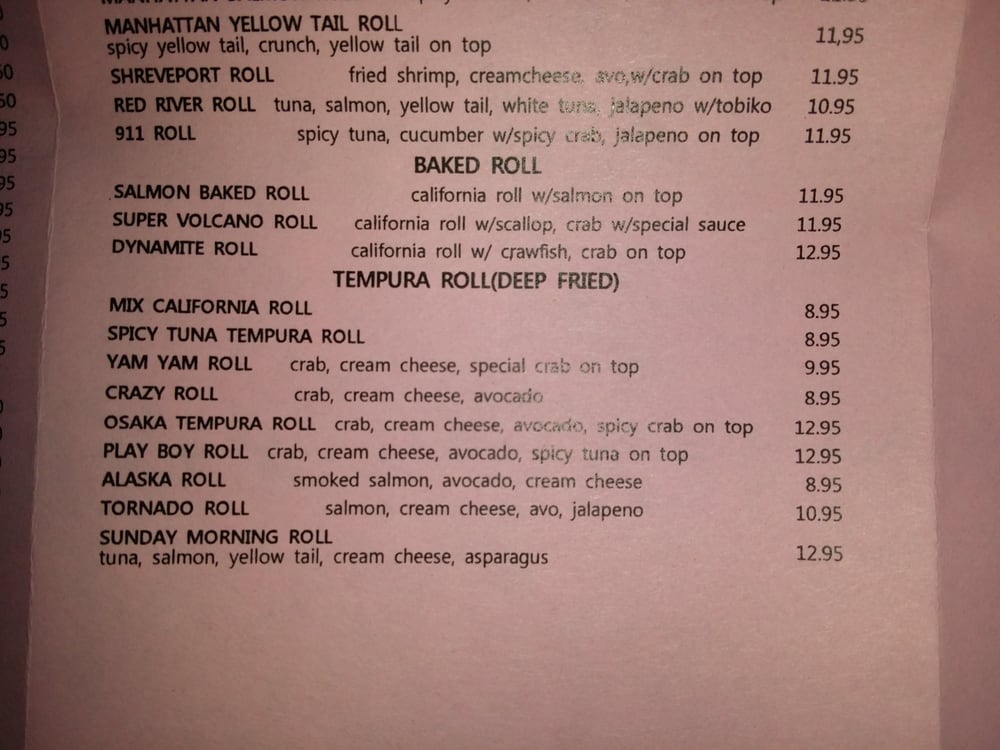 MANHATTAN YELLOW TAIL ROLL 11,95
spicy yellow tail, crunch, yellow tail on top
SHREVEPORT ROLL fried shrimp, creamcheese, avo,w/crab on top 11.95
RED RIVER ROLL tuna, salmon, yellow tail, white tuna, jalapeno w/tobiko 10.95
911 ROLL spicy tuna, cucumber w/spicy crab, jalapeno on top 11.95
BAKED ROLL
SALMON BAKED ROLL california roll w/salmon on top 11.95
SUPER VOLCANO ROLL california roll w/scallop, crab w/special sauce 11.95
DYNAMITE ROLL california roll w/ crawfish, crab on top 12.95
TEMPURA ROLL(DEEP FRIED)
MIX CALIFORNIA ROLL 8.95
SPICY TUNA TEMPURA ROLL 8.95
YAM YAM ROLL crab, cream cheese, special crab on top 9.95
CRAZY ROLL crab, cream cheese, avocado 8.95
OSAKA TEMPURA ROLL crab, cream cheese, avocado, spicy crab on top 12.95
PLAY BOY ROLL crab, cream cheese, avocado, spicy tuna on top 12.95
ALASKA ROLL smoked salmon, avocado, cream cheese 8.95
TORNADO ROLL salmon, cream cheese, avo, jalapeno 10.95
SUNDAY MORNING ROLL
tuna, salmon, yellow tail, cream cheese, asparagus 12.95